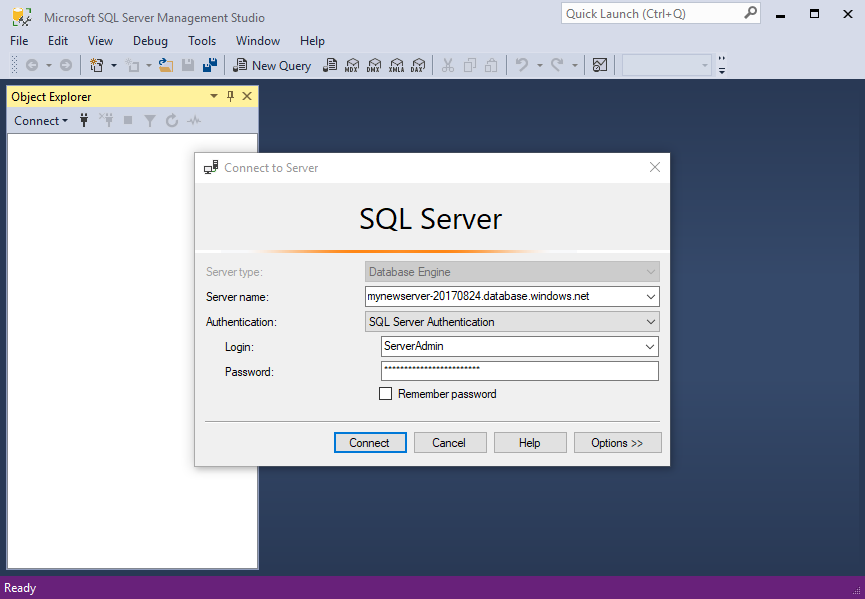 Microsoft SQL Server Management Studio
Quick Launch (Ctrl+Q)
File Edit View Debug Tools Window Help
New Query MDX DMX XMLA DAX
Object Explorer
Connect
Connect to Server
SQL Server
Server type: Database Engine
Server name: mynewserver-20170824.database.windows.net
Authentication: SQL Server Authentication
Login: ServerAdmin
Password: ************************
Remember password
Connect Cancel Help Options >>
Ready